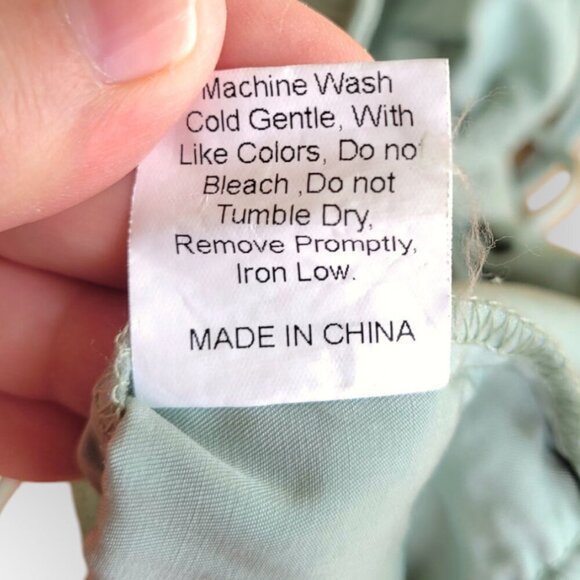 Machine Wash
Cold Gentle, With
Like Colors, Do not
Bleach ,Do not
Tumble Dry,
Remove Promptly,
Iron Low.
MADE IN CHINA